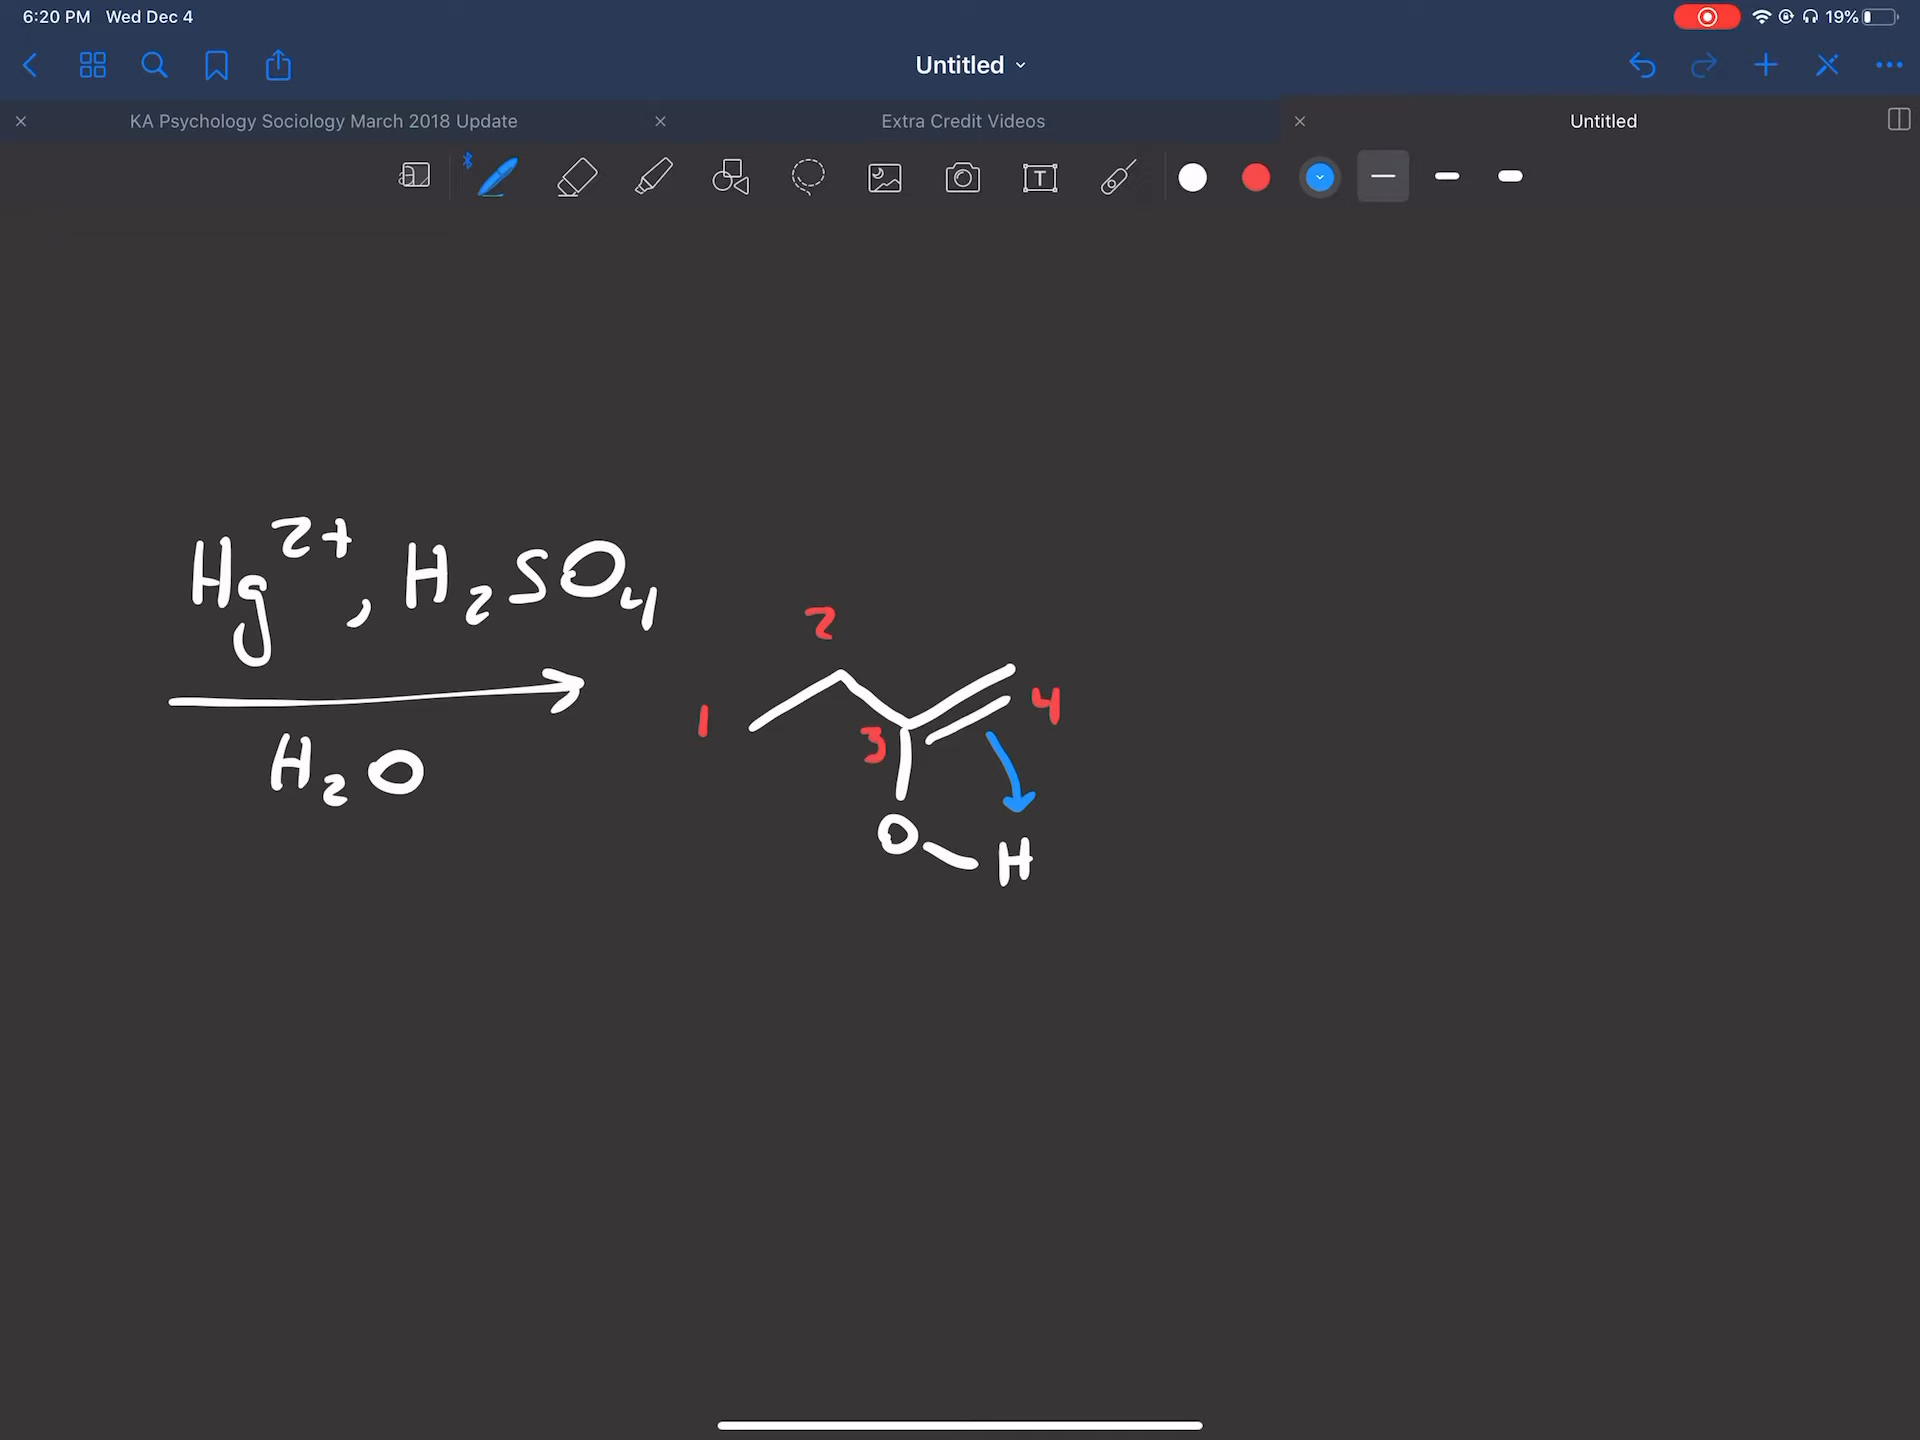 6:20 PM Wed Dec 4
19%
Untitled
KA Psychology Sociology March 2018 Update
Extra Credit Videos
Untitled
T
Hg²⁺, H₂SO₄
H₂O
2
1
3
4
O
H